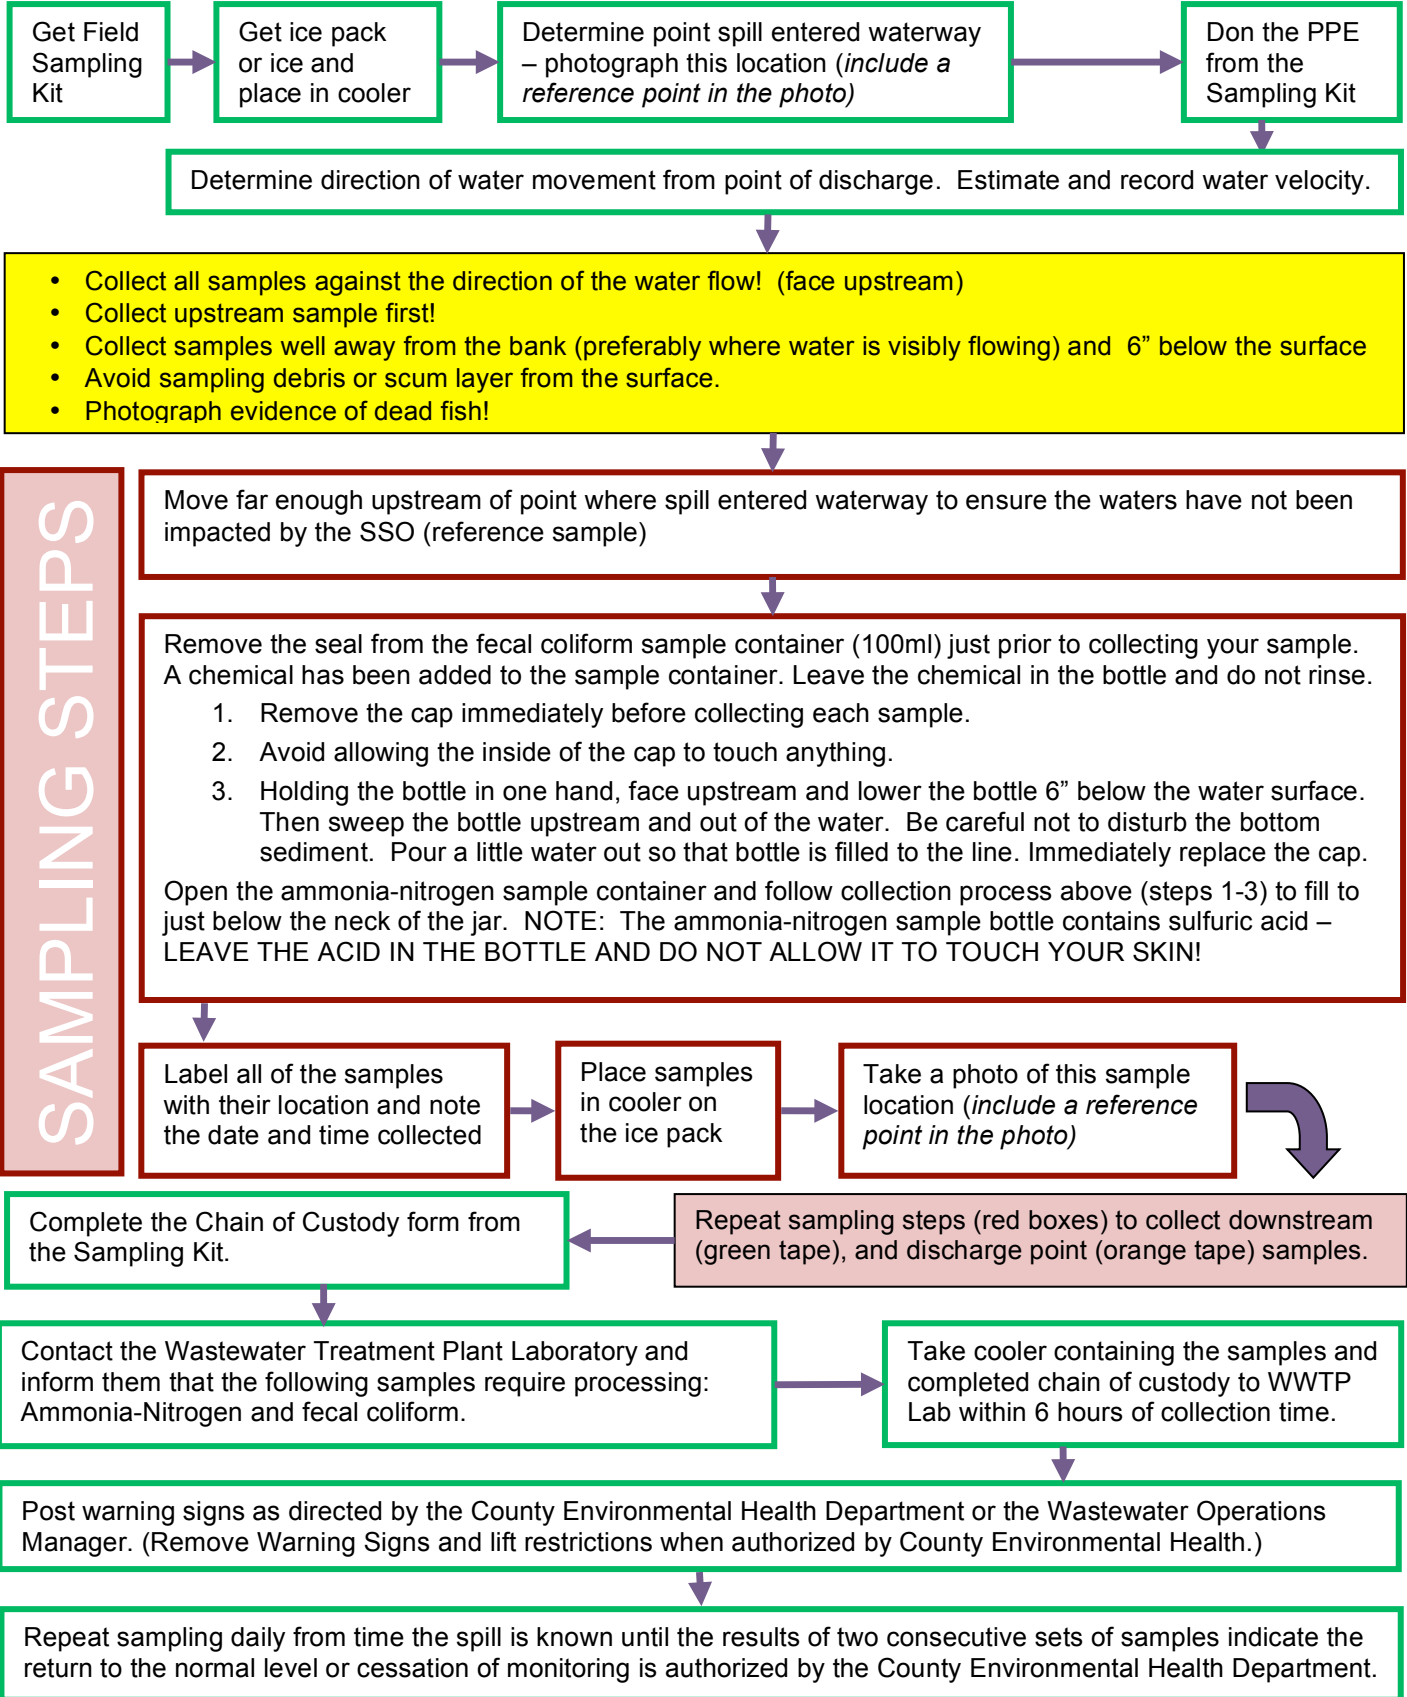 Get Field
Sampling
Kit
Get ice pack
or ice and
place in cooler
Determine point spill entered waterway
– photograph this location (include a
reference point in the photo)
Don the PPE
from the
Sampling Kit
Determine direction of water movement from point of discharge.  Estimate and record water velocity.
• Collect all samples against the direction of the water flow!  (face upstream)
• Collect upstream sample first!
• Collect samples well away from the bank (preferably where water is visibly flowing) and  6” below the surface
• Avoid sampling debris or scum layer from the surface.
• Photograph evidence of dead fish!
SAMPLING STEPS
Move far enough upstream of point where spill entered waterway to ensure the waters have not been
impacted by the SSO (reference sample)
Remove the seal from the fecal coliform sample container (100ml) just prior to collecting your sample.
A chemical has been added to the sample container. Leave the chemical in the bottle and do not rinse.
1. Remove the cap immediately before collecting each sample.
2. Avoid allowing the inside of the cap to touch anything.
3. Holding the bottle in one hand, face upstream and lower the bottle 6” below the water surface.
Then sweep the bottle upstream and out of the water.  Be careful not to disturb the bottom
sediment.  Pour a little water out so that bottle is filled to the line. Immediately replace the cap.
Open the ammonia-nitrogen sample container and follow collection process above (steps 1-3) to fill to
just below the neck of the jar.  NOTE:  The ammonia-nitrogen sample bottle contains sulfuric acid –
LEAVE THE ACID IN THE BOTTLE AND DO NOT ALLOW IT TO TOUCH YOUR SKIN!
Label all of the samples
with their location and note
the date and time collected
Place samples
in cooler on
the ice pack
Take a photo of this sample
location (include a reference
point in the photo)
Repeat sampling steps (red boxes) to collect downstream
(green tape), and discharge point (orange tape) samples.
Complete the Chain of Custody form from
the Sampling Kit.
Contact the Wastewater Treatment Plant Laboratory and
inform them that the following samples require processing:
Ammonia-Nitrogen and fecal coliform.
Take cooler containing the samples and
completed chain of custody to WWTP
Lab within 6 hours of collection time.
Post warning signs as directed by the County Environmental Health Department or the Wastewater Operations
Manager. (Remove Warning Signs and lift restrictions when authorized by County Environmental Health.)
Repeat sampling daily from time the spill is known until the results of two consecutive sets of samples indicate the
return to the normal level or cessation of monitoring is authorized by the County Environmental Health Department.